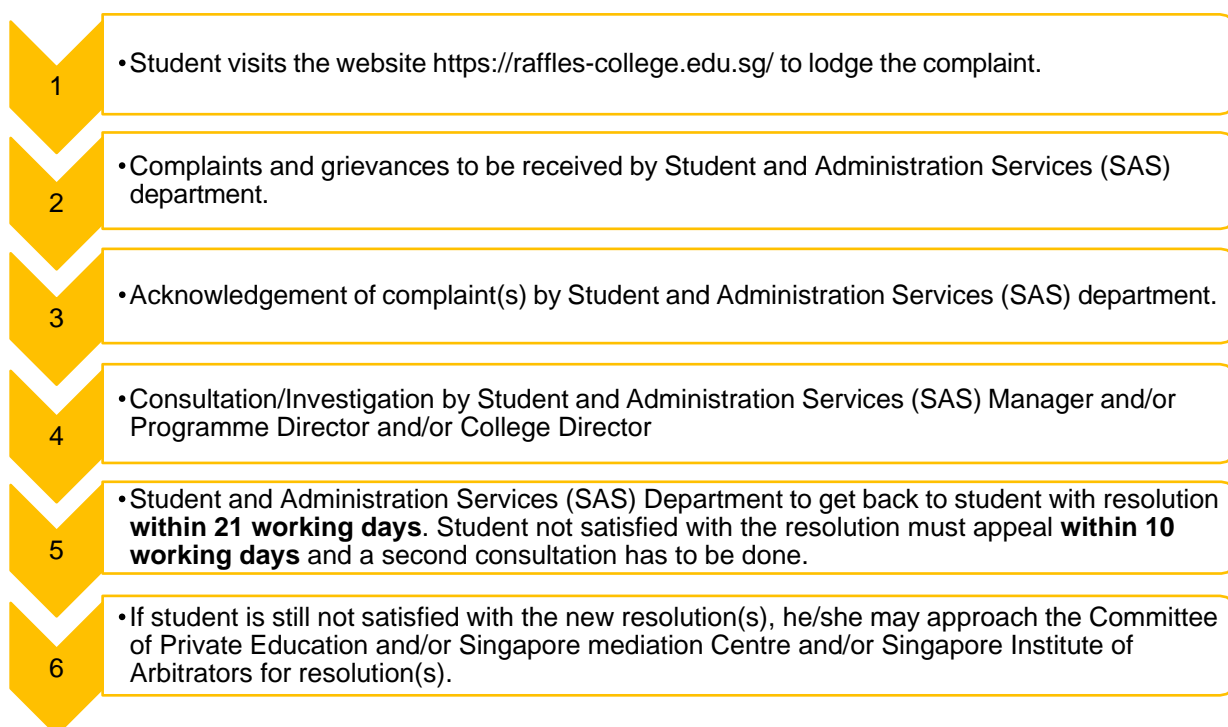 1
•Student visits the website https://raffles-college.edu.sg/ to lodge the complaint.
2
•Complaints and grievances to be received by Student and Administration Services (SAS)
department.
3
•Acknowledgement of complaint(s) by Student and Administration Services (SAS) department.
4
•Consultation/Investigation by Student and Administration Services (SAS) Manager and/or
Programme Director and/or College Director
5
•Student and Administration Services (SAS) Department to get back to student with resolution
within 21 working days. Student not satisfied with the resolution must appeal within 10
working days and a second consultation has to be done.
6
•If student is still not satisfied with the new resolution(s), he/she may approach the Committee
of Private Education and/or Singapore mediation Centre and/or Singapore Institute of
Arbitrators for resolution(s).